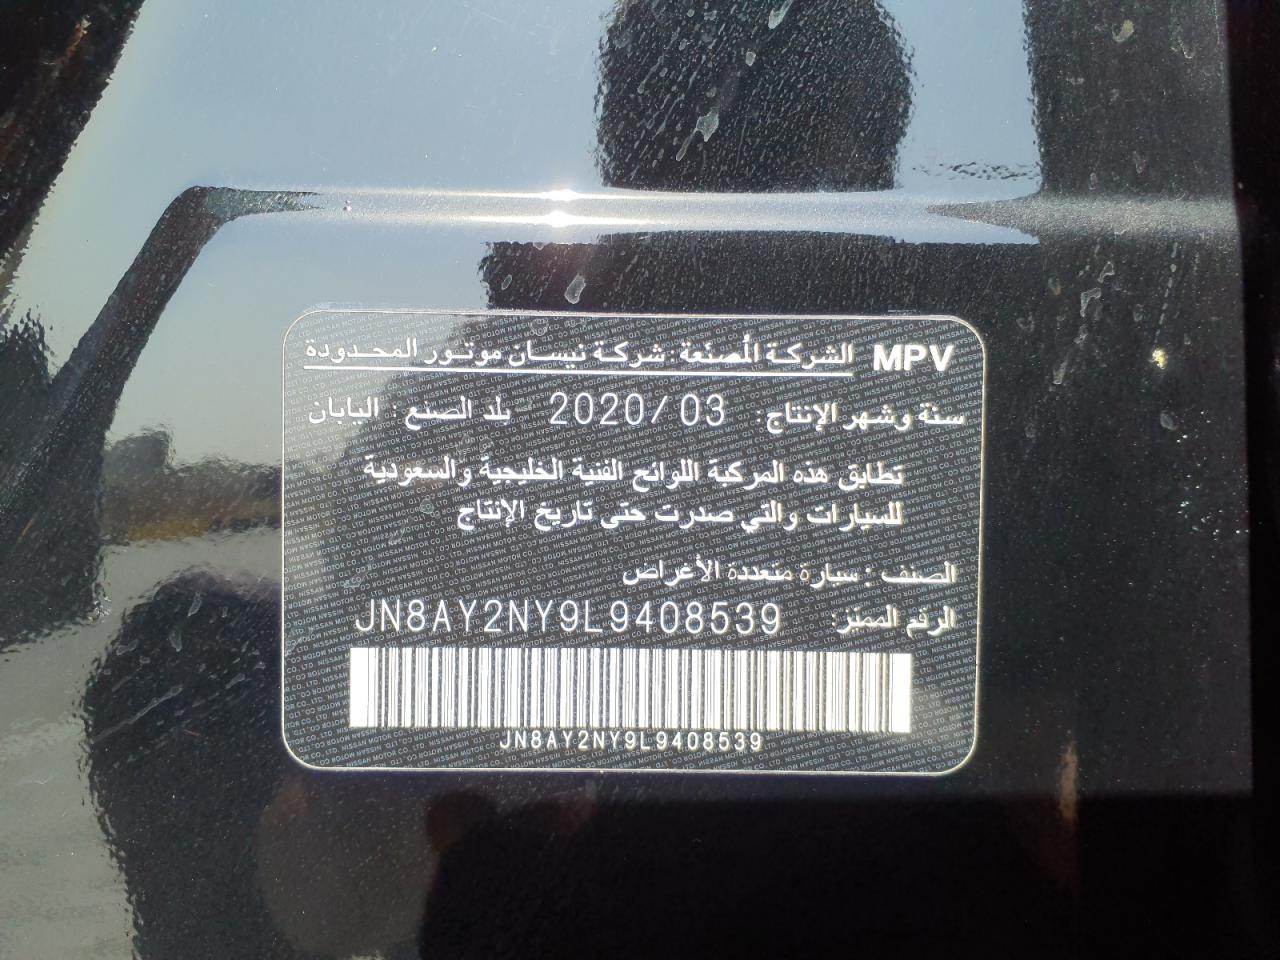 MPV الشركة المُصنعة: شركة نيسان موتور المحدودة
سنة وشهر الإنتاج: 2020/03 بلد الصنع : اليابان
تطابق هذه المركبة اللوائح الفنية الخليجية والسعودية
للسيارات والتي صدرت حتى تاريخ الإنتاج
الصنف : سيارة متعددة الأغراض
الرقم المميّز: JN8AY2NY9L9408539
JN8AY2NY9L9408539